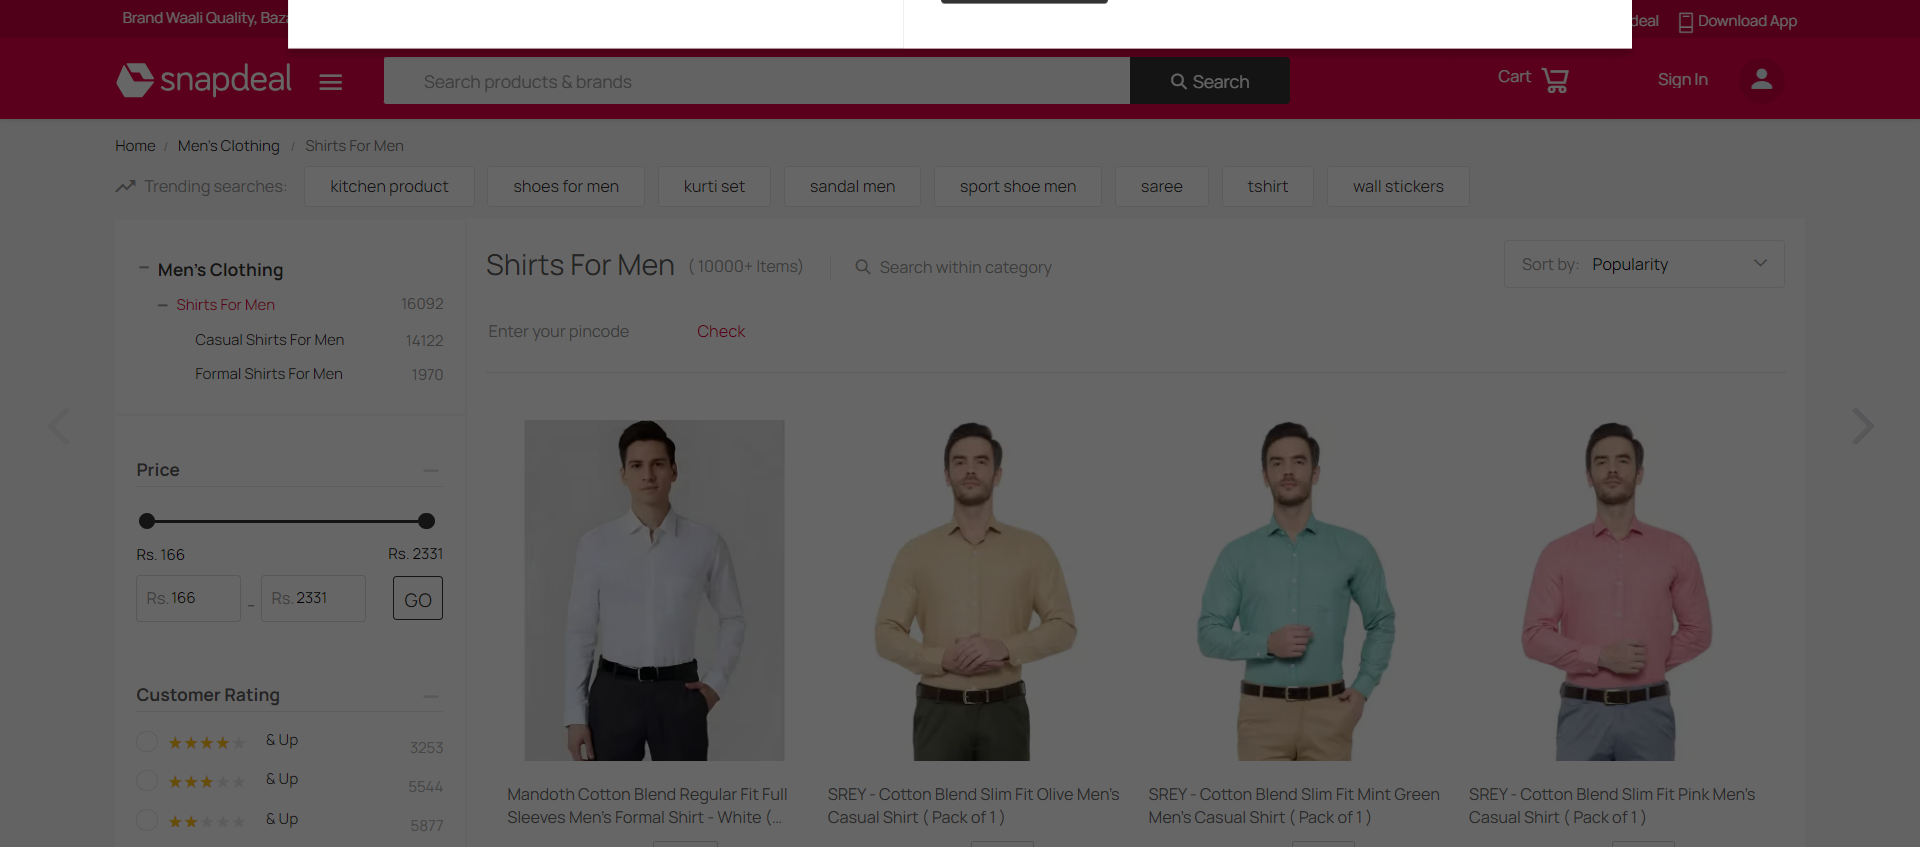 Brand Waali Quality, Baz
deal
Download App
snapdeal
Search products & brands
Search
Cart
Sign In
Home / Men's Clothing / Shirts For Men
Trending searches:
kitchen product
shoes for men
kurti set
sandal men
sport shoe men
saree
tshirt
wall stickers
Men's Clothing
Shirts For Men 16092
Casual Shirts For Men 14122
Formal Shirts For Men 1970
Price
Rs. 166 Rs. 2331
Rs. 166 - Rs. 2331 GO
Customer Rating
& Up 3253
& Up 5544
& Up 5877
Shirts For Men ( 10000+ Items)
Search within category
Sort by: Popularity
Enter your pincode Check
Mandoth Cotton Blend Regular Fit Full
Sleeves Men's Formal Shirt - White (...
SREY - Cotton Blend Slim Fit Olive Men's
Casual Shirt ( Pack of 1 )
SREY - Cotton Blend Slim Fit Mint Green
Men's Casual Shirt ( Pack of 1 )
SREY - Cotton Blend Slim Fit Pink Men's
Casual Shirt ( Pack of 1 )